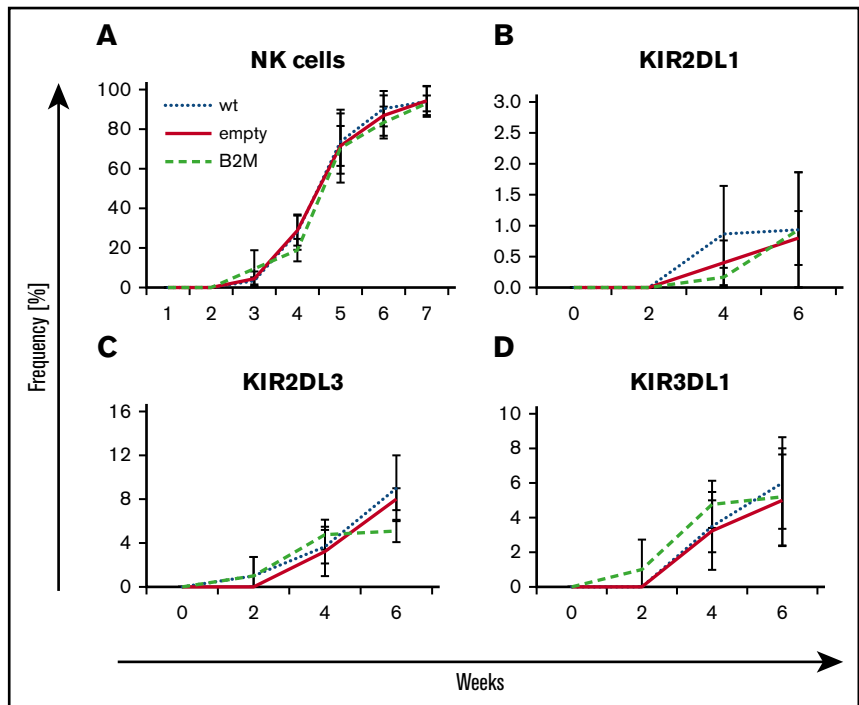 A
NK cells
100
80
60
40
20
0
wt
empty
B2M
1 2 3 4 5 6 7
B
KIR2DL1
3.0
2.5
2.0
1.5
1.0
0.5
0.0
0 2 4 6
C
KIR2DL3
16
12
8
4
0
0 2 4 6
D
KIR3DL1
10
8
6
4
2
0
0 2 4 6
Frequency [%]
Weeks